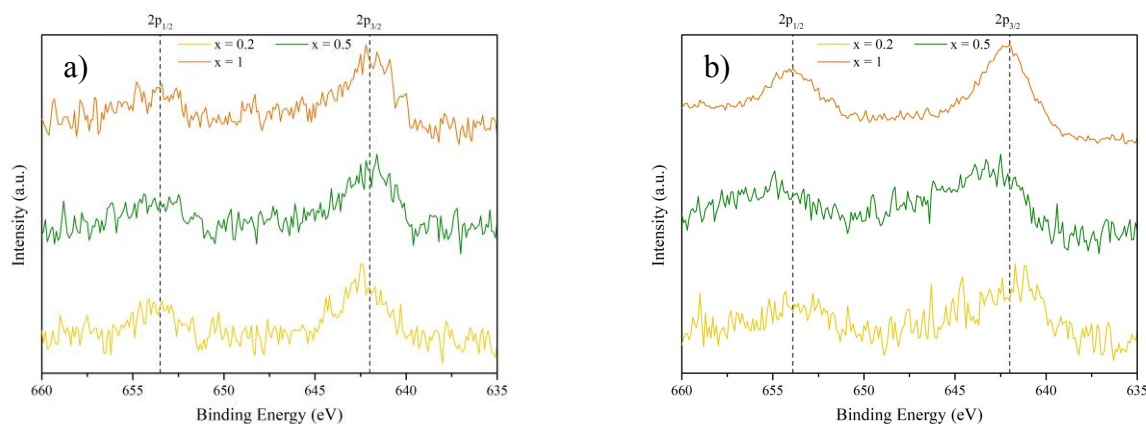 2p1/2 2p3/2
a)
x = 0.2 x = 0.5
x = 1
Intensity (a.u.)
660 655 650 645 640 635
Binding Energy (eV)
2p1/2 2p3/2
b)
x = 0.2 x = 0.5
x = 1
Intensity (a.u.)
660 655 650 645 640 635
Binding Energy (eV)